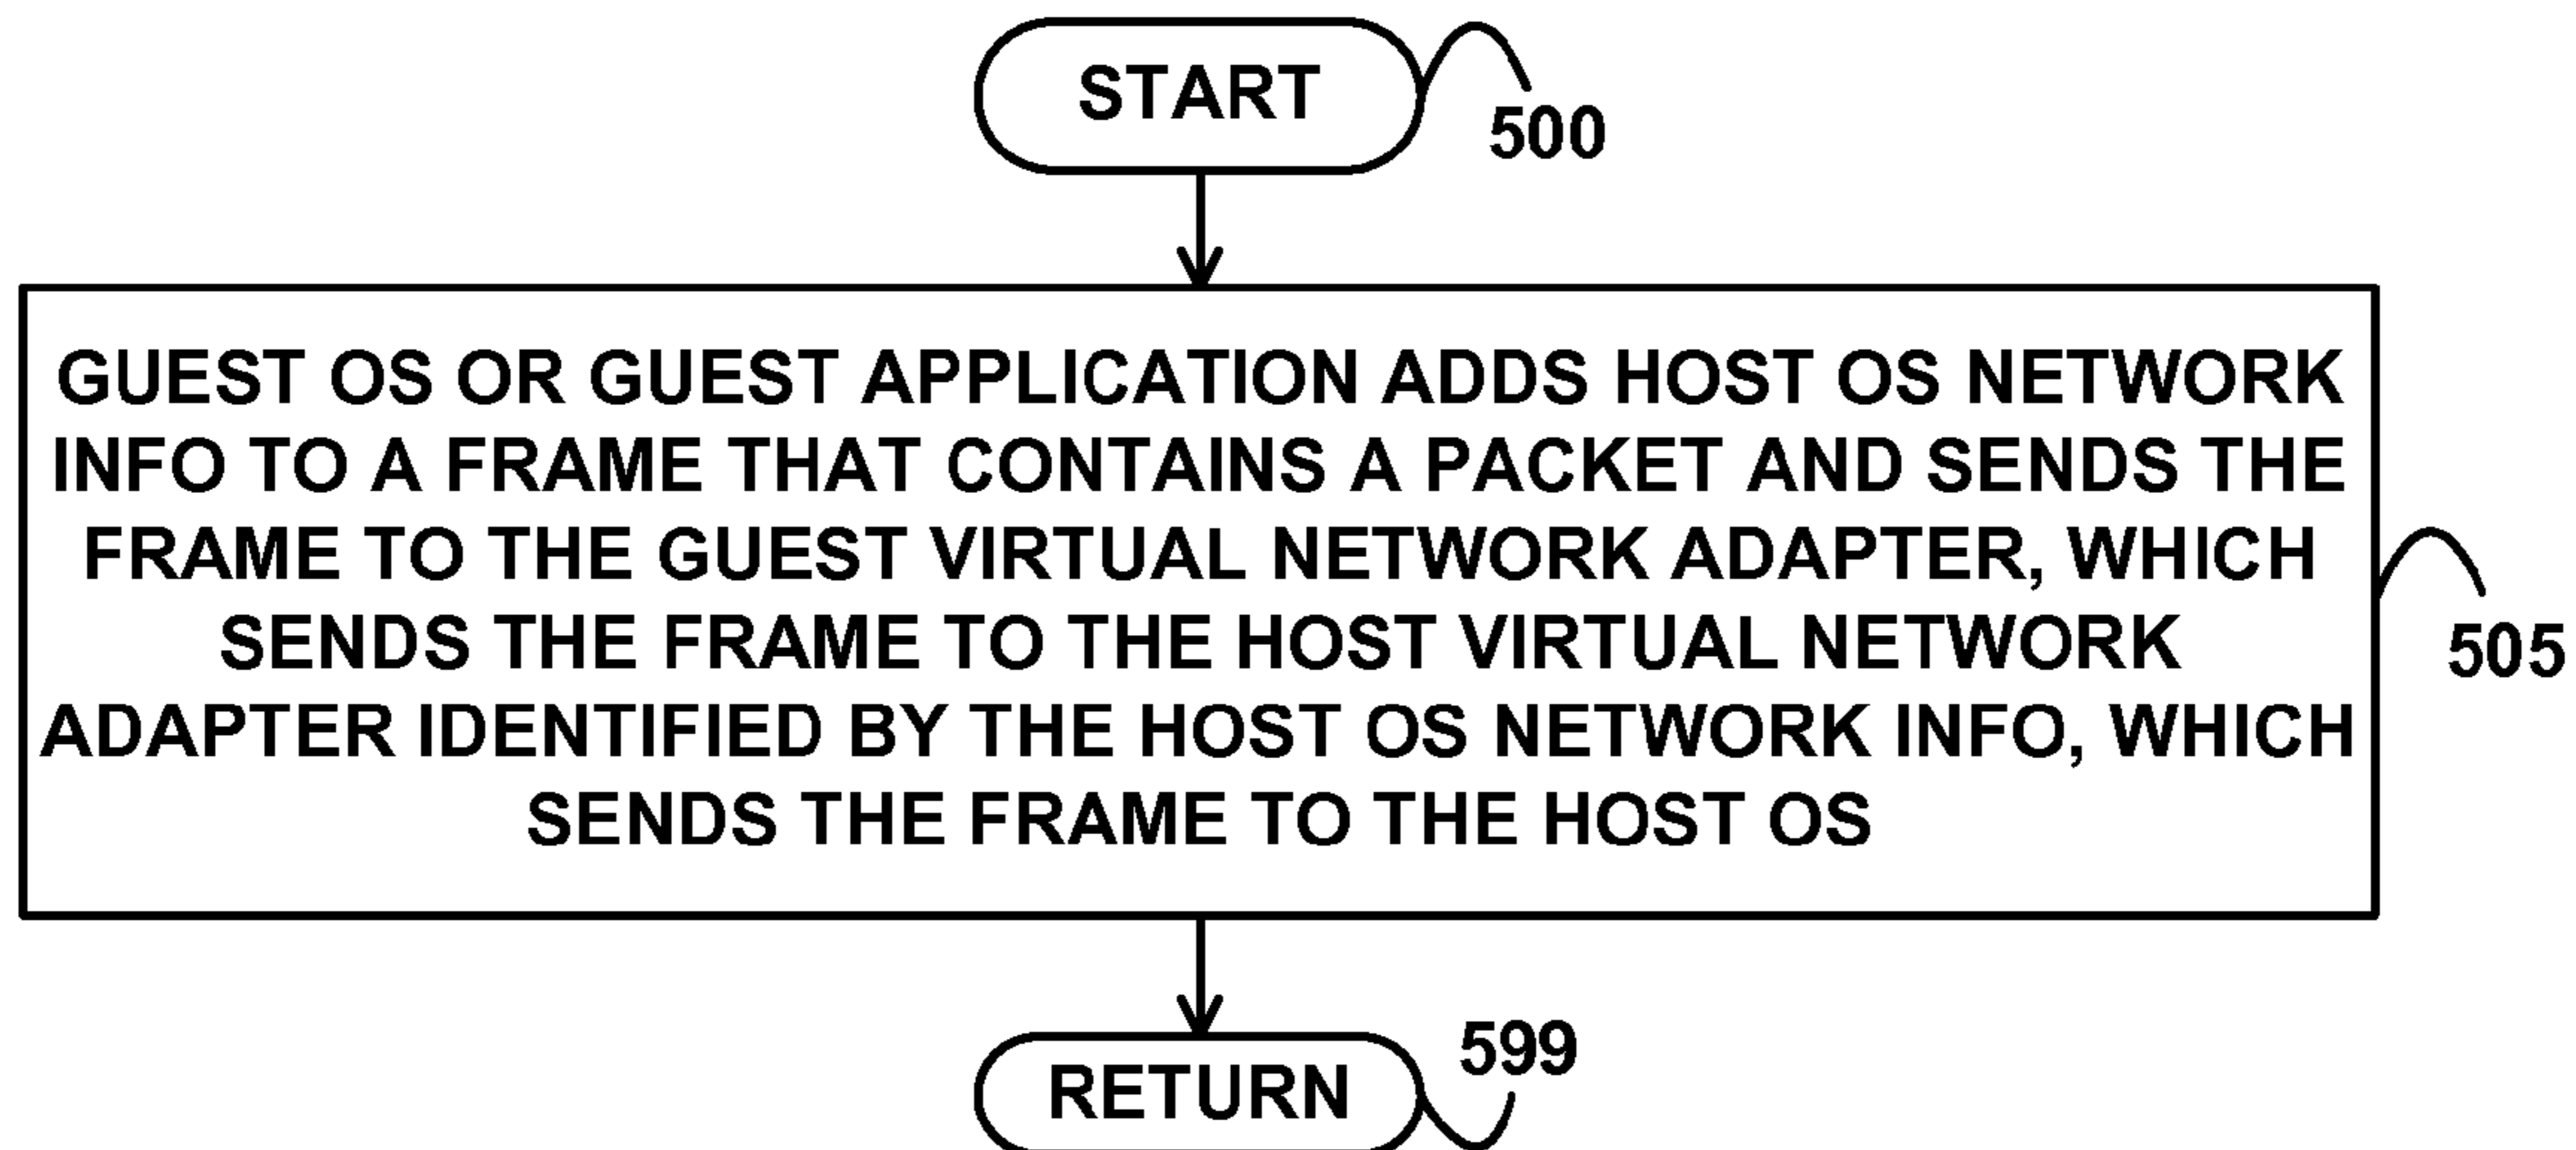 START
500
GUEST OS OR GUEST APPLICATION ADDS HOST OS NETWORK
INFO TO A FRAME THAT CONTAINS A PACKET AND SENDS THE
FRAME TO THE GUEST VIRTUAL NETWORK ADAPTER, WHICH
SENDS THE FRAME TO THE HOST VIRTUAL NETWORK
ADAPTER IDENTIFIED BY THE HOST OS NETWORK INFO, WHICH
SENDS THE FRAME TO THE HOST OS
505
RETURN
599